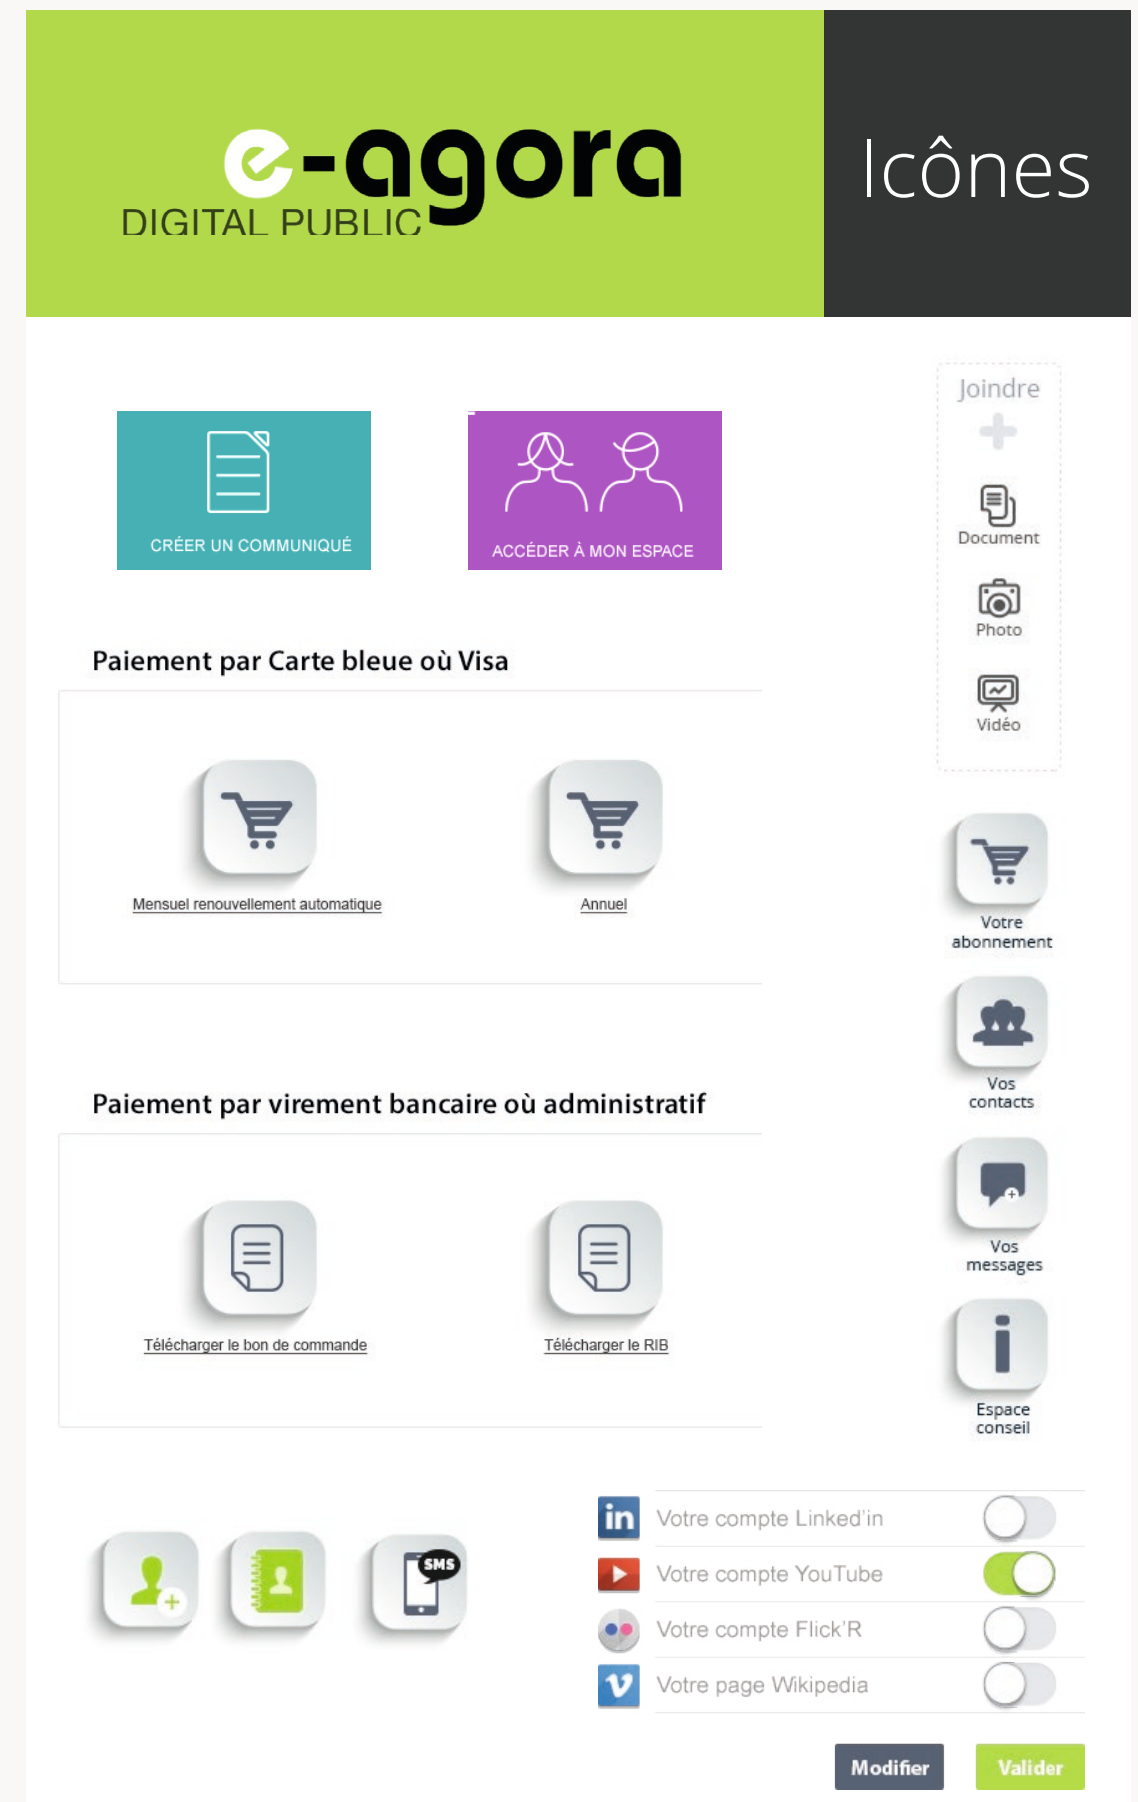 e-agora
DIGITAL PUBLIC
Icônes
CRÉER UN COMMUNIQUÉ
ACCÉDER À MON ESPACE
Joindre
Document
Photo
Vidéo
Paiement par Carte bleue où Visa
Mensuel renouvellement automatique
Annuel
Votre
abonnement
Vos
contacts
Paiement par virement bancaire où administratif
Télécharger le bon de commande
Télécharger le RIB
Vos
messages
Espace
conseil
SMS
in
Votre compte Linked'in
Votre compte YouTube
Votre compte Flick'R
Votre page Wikipedia
Modifier
Valider